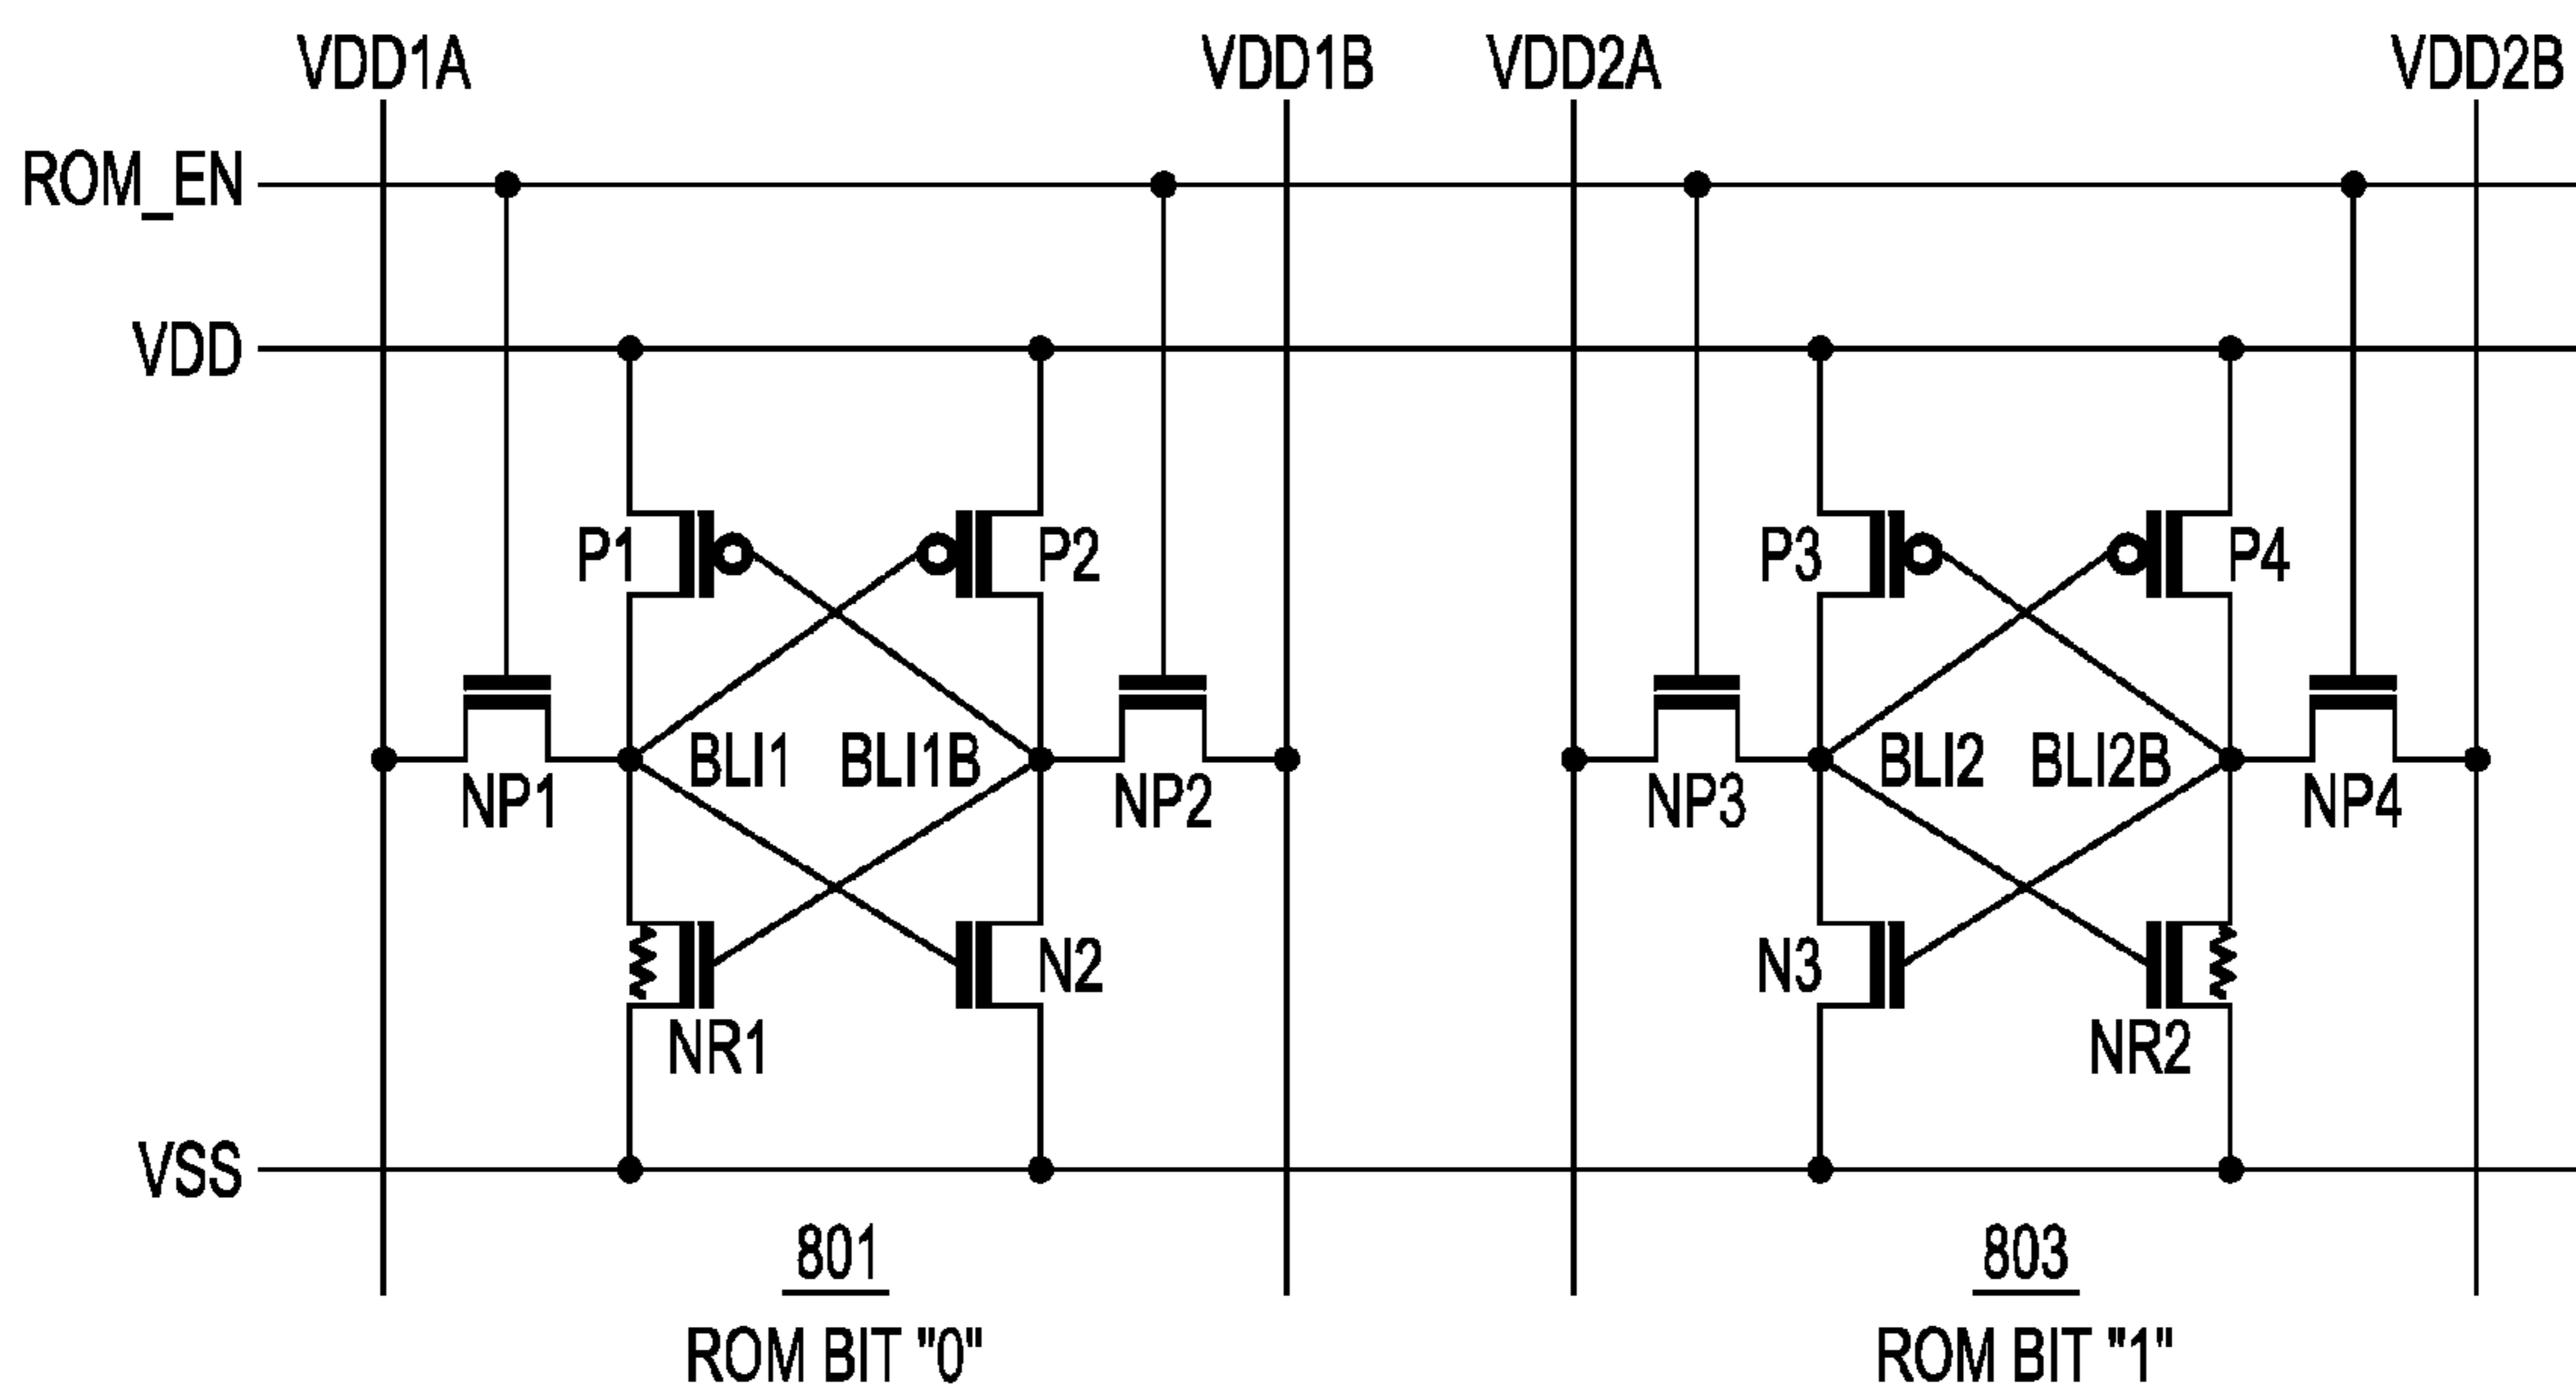 VDD1A VDD1B VDD2A VDD2B
ROM_EN
VDD
P1 P2 P3 P4
BLI1 BLI1B BLI2 BLI2B
NP1 NP2 NP3 NP4
N2 N3
NR1 NR2
VSS
801 803
ROM BIT "0" ROM BIT "1"